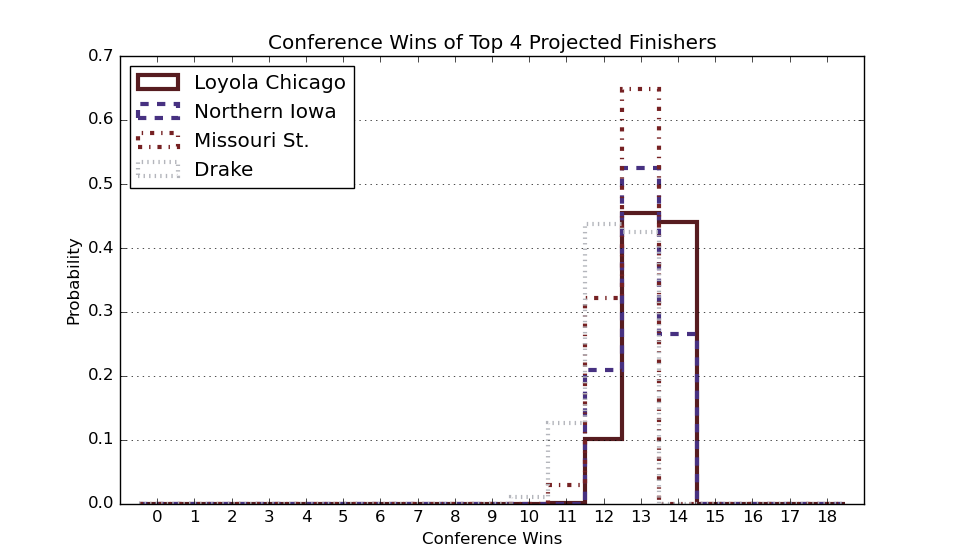 Conference Wins of Top 4 Projected Finishers
0.7
0.6
0.5
0.4
0.3
0.2
0.1
0.0
Probability
Loyola Chicago
Northern Iowa
Missouri St.
Drake
0 1 2 3 4 5 6 7 8 9 10 11 12 13 14 15 16 17 18
Conference Wins